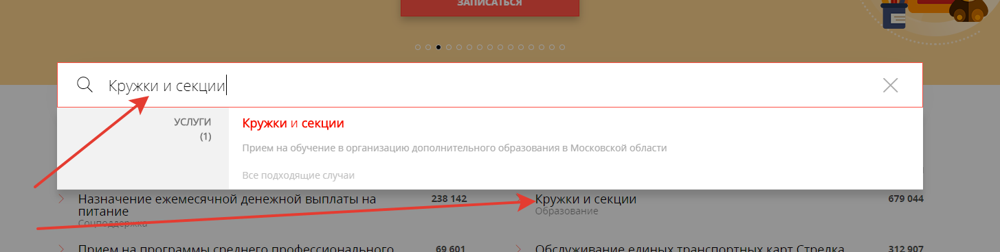 ЗАПИСАТЬСЯ
Кружки и секции
УСЛУГИ
(1)
Кружки и секции
Прием на обучение в организацию дополнительного образования в Московской области
Все подходящие случаи
Назначение ежемесячной денежной выплаты на
питание
238 142
Соцподдержка
Кружки и секции
679 044
Образование
Прием на программы среднего профессионального
69 601
Обслуживание единых транспортных карт Стрелка
312 907